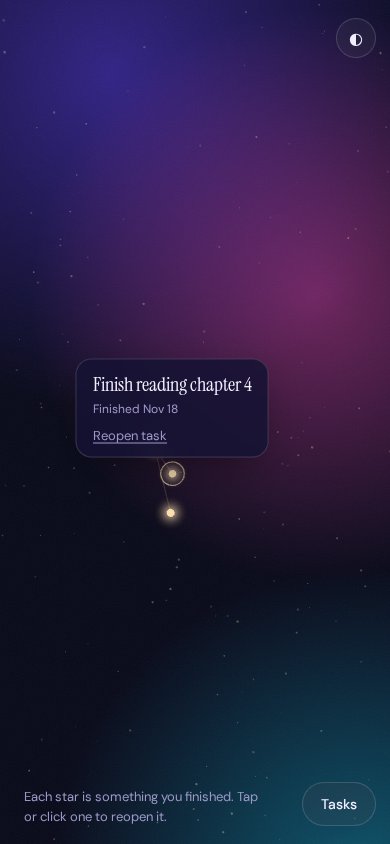 Finish reading chapter 4
Finished Nov 18
Reopen task
Each star is something you finished. Tap
or click one to reopen it.
Tasks